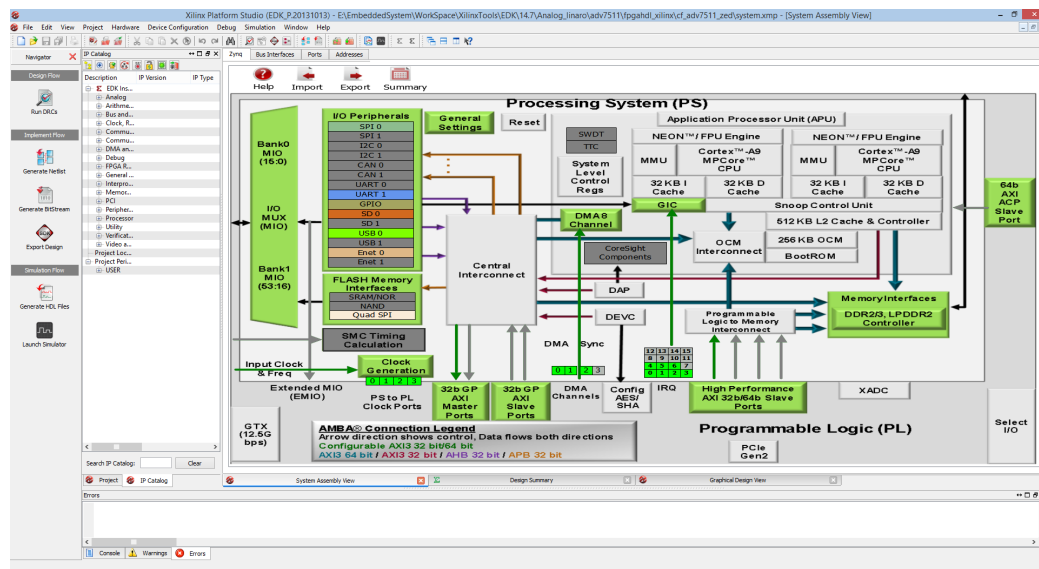 Xilinx Platform Studio (EDK_P.20131013) - E:\EmbeddedSystem\WorkSpace\XilinxTools\EDK\14.7\Analog_linaro\adv7511\fpgahdl_xilinx\cf_adv7511_zed\system.xmp - [System Assembly View]
File Edit View Project Hardware Device Configuration Debug Simulation Window Help
Navigator
Design Flow
Run DRCs
Implement Flow
Generate Netlist
Generate BitStream
Export Design
Simulation Flow
Generate HDL Files
Launch Simulator
IP Catalog
Description IP Version IP Type
EDK Ins...
Analog
Arithme...
Bus and...
Clock, R...
Commu...
Commu...
DMA an...
Debug
FPGA R...
General ...
Interpro...
Memor...
PCI
Peripher...
Processor
Utility
Verificat...
Video a...
Project Loc...
Project Peri...
USER
Search IP Catalog: Clear
Project IP Catalog
Zynq Bus Interfaces Ports Addresses
Help Import Export Summary
Processing System (PS)
Bank0
MIO
(15:0)
I/O
MUX
(MIO)
Bank1
MIO
(53:16)
I/O Peripherals
SPI 0
SPI 1
I2C 0
I2C 1
CAN 0
CAN 1
UART 0
UART 1
GPIO
SD 0
SD 1
USB 0
USB 1
Enet 0
Enet 1
FLASH Memory
Interfaces
SRAM/NOR
NAND
Quad SPI
SMC Timing
Calculation
Input Clock
& Freq
Clock
Generation
0 1 2 3
Extended MIO
(EMIO)
PS to PL
Clock Ports
General
Settings
Reset
Central
Interconnect
Application Processor Unit (APU)
SWDT
TTC
System
Level
Control
Regs
NEON™/ FPU Engine
MMU
Cortex™-A9
MPCore™
CPU
32 KB I
Cache
32 KB D
Cache
NEON™/ FPU Engine
MMU
Cortex™-A9
MPCore™
CPU
32 KB I
Cache
32 KB D
Cache
GIC
Snoop Control Unit
DMA8
Channel
512 KB L2 Cache & Controller
OCM
Interconnect
256 KB OCM
BootROM
CoreSight
Components
DAP
DEVC
Programmable
Logic to Memory
Interconnect
Memory Interfaces
DDR2/3, LPDDR2
Controller
64b
AXI
ACP
Slave
Port
DMA Sync
0 1 2 3
12 13 14 15
8 9 10 11
4 5 6 7
0 1 2 3
32b GP
AXI
Master
Ports
32b GP
AXI
Slave
Ports
DMA
Channels
Config
AES/
SHA
IRQ
High Performance
AXI 32b/64b Slave
Ports
XADC
GTX
(12.5G
bps)
AMBA® Connection Legend
Arrow direction shows control, Data flows both directions
Configurable AXI3 32 bit/64 bit
AXI3 64 bit / AXI3 32 bit / AHB 32 bit / APB 32 bit
Programmable Logic (PL)
PCIe
Gen2
Select
I/O
System Assembly View Design Summary Graphical Design View
Errors
Console Warnings Errors